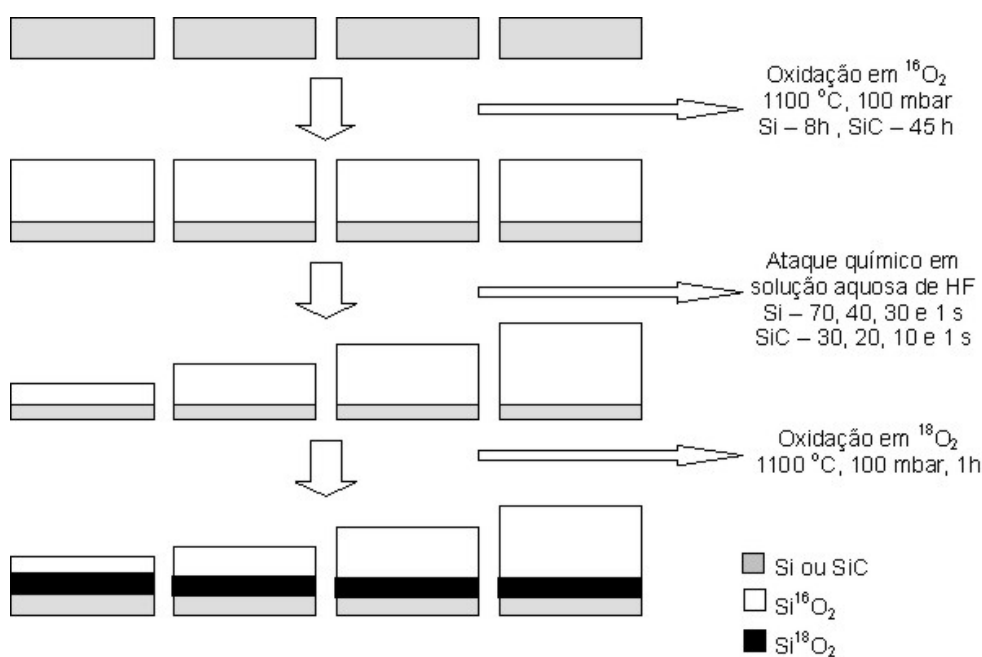 Oxidação em ¹⁶O₂
1100 °C, 100 mbar
Si – 8h , SiC – 45 h
Ataque químico em
solução aquosa de HF
Si – 70, 40, 30 e 1 s
SiC – 30, 20, 10 e 1 s
Oxidação em ¹⁸O₂
1100 °C, 100 mbar, 1h
Si ou SiC
Si¹⁶O₂
Si¹⁸O₂